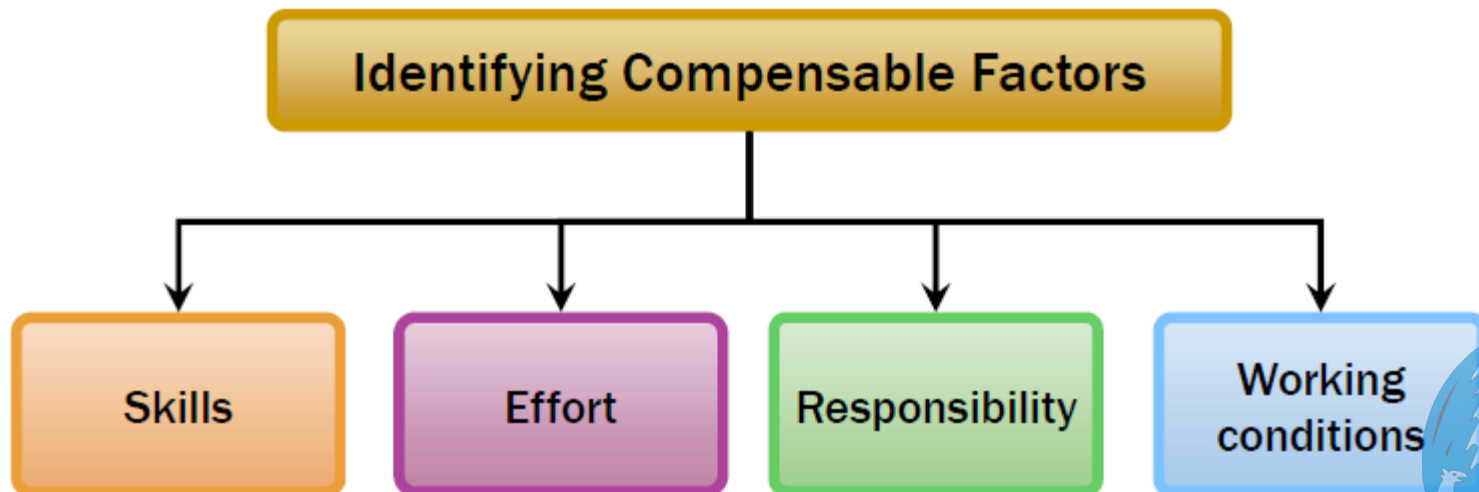 Identifying Compensable Factors
Skills
Effort
Responsibility
Working
conditions